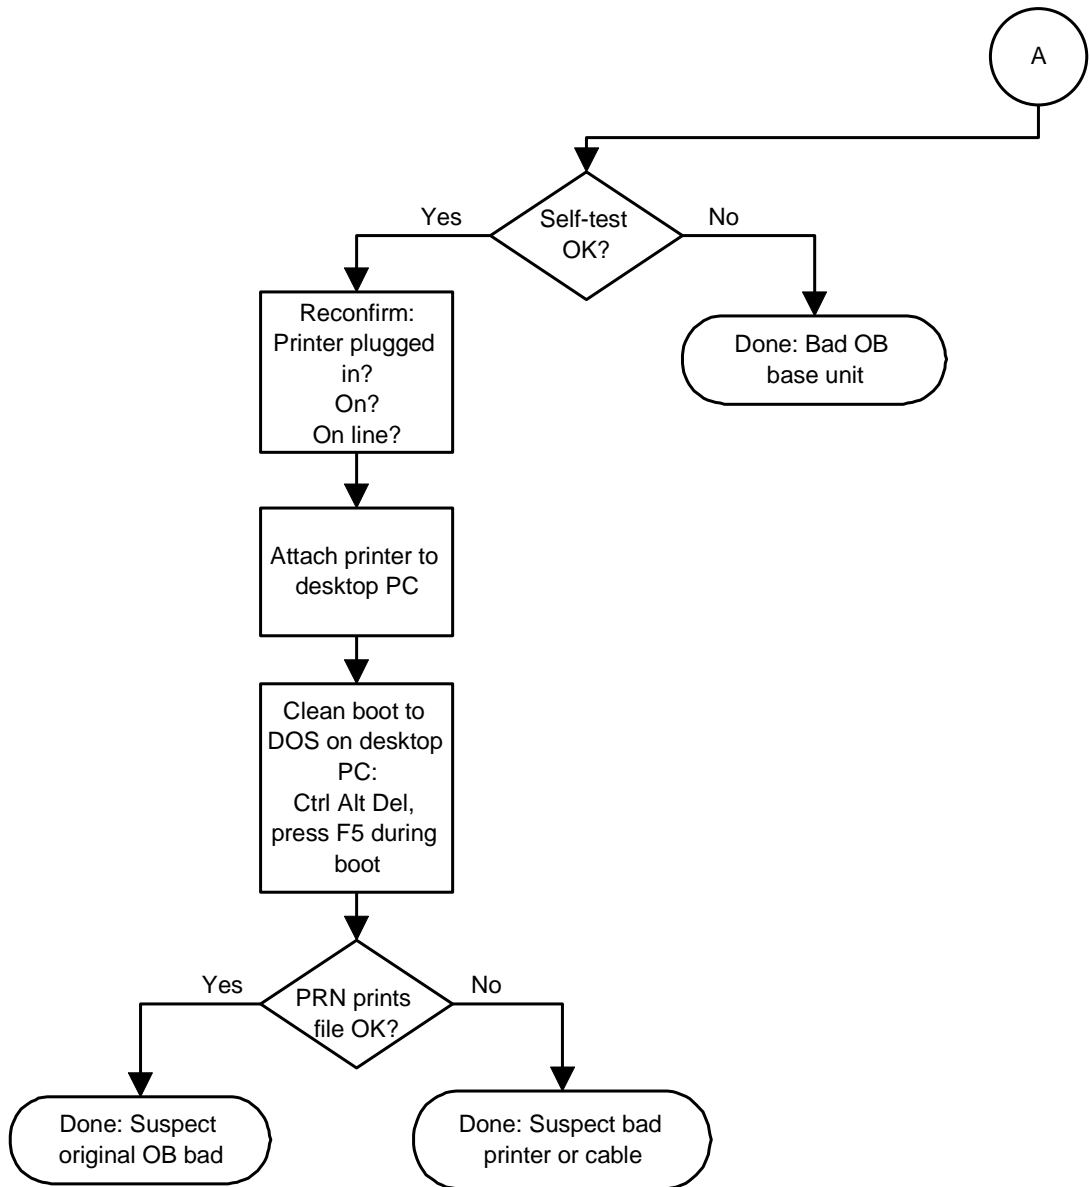 A
Yes
Self-test
OK?
No
Reconfirm:
Printer plugged
in?
On?
On line?
Done: Bad OB
base unit
Attach printer to
desktop PC
Clean boot to
DOS on desktop
PC:
Ctrl Alt Del,
press F5 during
boot
Yes
PRN prints
file OK?
No
Done: Suspect
original OB bad
Done: Suspect bad
printer or cable